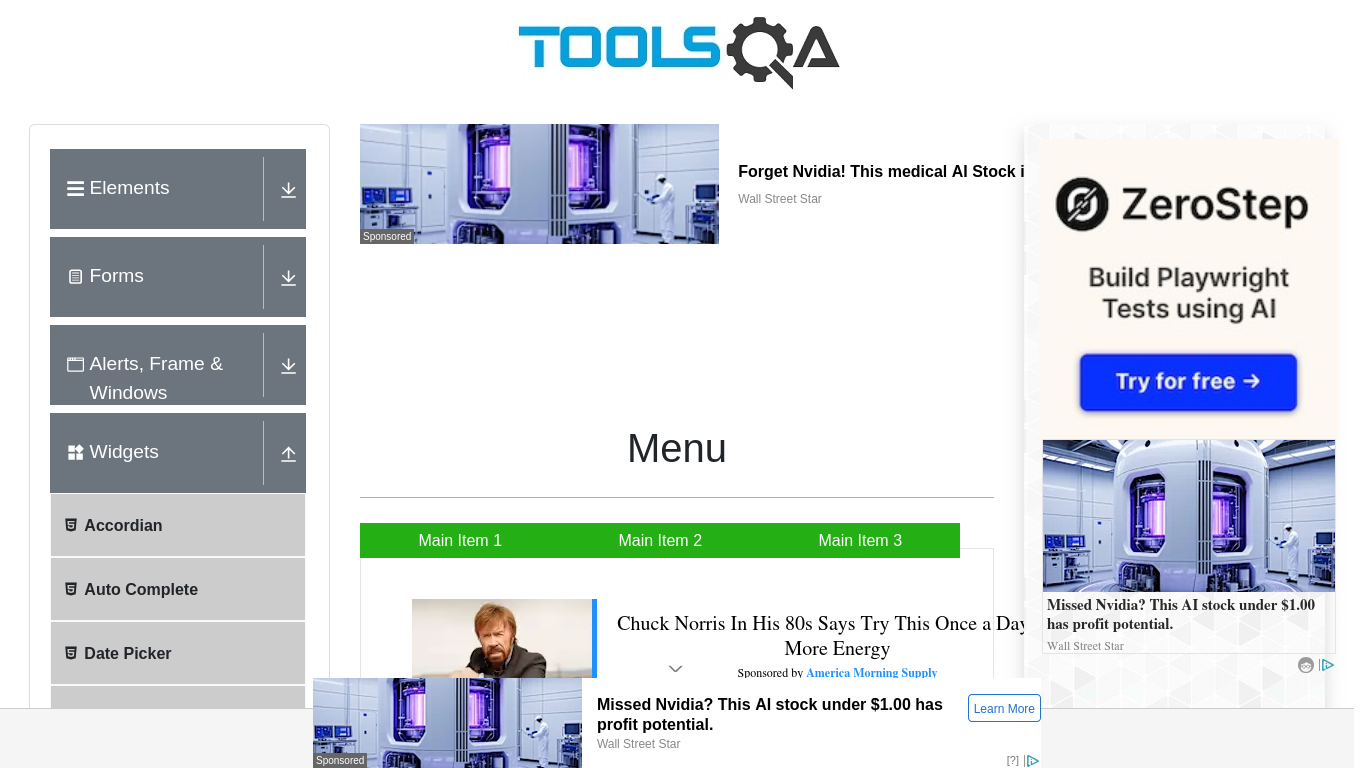 TOOLSQA
Elements
Forms
Alerts, Frame &
Windows
Widgets
Accordian
Auto Complete
Date Picker
Sponsored
Forget Nvidia! This medical AI Stock i
Wall Street Star
Menu
Main Item 1
Main Item 2
Main Item 3
Chuck Norris In His 80s Says Try This Once a Day
More Energy
Sponsored by America Morning Supply
ZeroStep
Build Playwright
Tests using AI
Try for free →
Missed Nvidia? This AI stock under $1.00
has profit potential.
Wall Street Star
Sponsored
Missed Nvidia? This AI stock under $1.00 has
profit potential.
Wall Street Star
Learn More
[?]